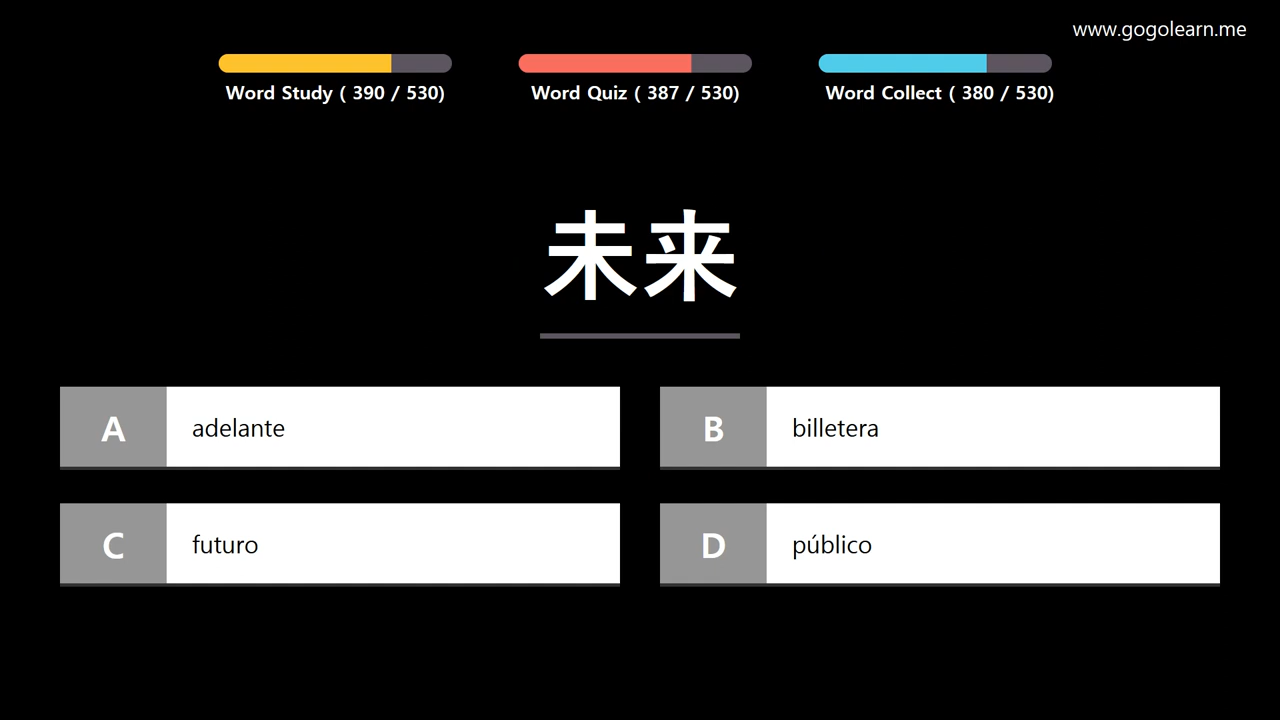 www.gogolearn.me
Word Study ( 390 / 530)
Word Quiz ( 387 / 530)
Word Collect ( 380 / 530)
未来
A adelante
B billetera
C futuro
D público